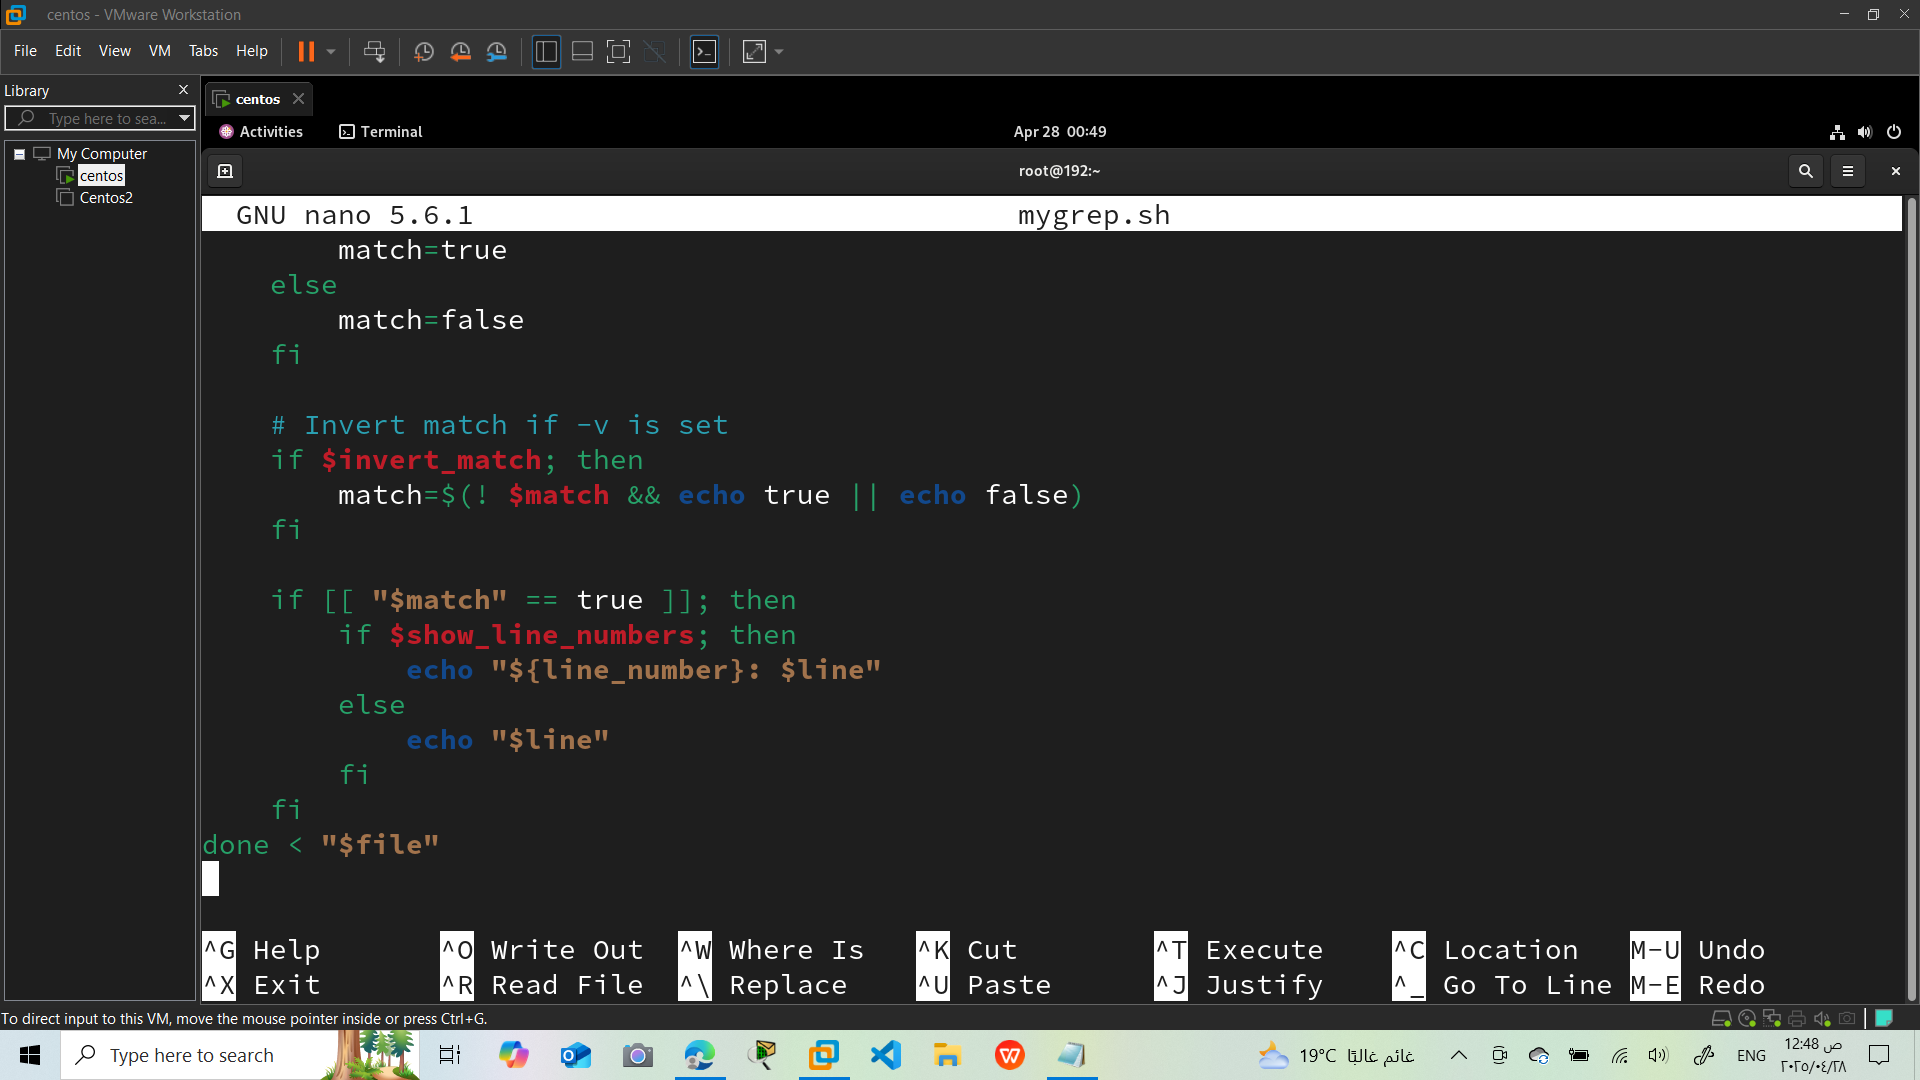 centos - VMware Workstation
File Edit View VM Tabs Help
Library
Type here to sea...
My Computer
centos
Centos2
centos
Activities Terminal Apr 28 00:49
root@192:~
GNU nano 5.6.1 mygrep.sh
match=true
else
match=false
fi
# Invert match if -v is set
if $invert_match; then
match=$(! $match && echo true || echo false)
fi
if [[ "$match" == true ]]; then
if $show_line_numbers; then
echo "${line_number}: $line"
else
echo "$line"
fi
fi
done < "$file"
^G Help ^O Write Out ^W Where Is ^K Cut ^T Execute ^C Location M-U Undo
^X Exit ^R Read File ^\ Replace ^U Paste ^J Justify ^_ Go To Line M-E Redo
To direct input to this VM, move the mouse pointer inside or press Ctrl+G.
Type here to search
19°C غائم غالبًا
ENG
12:48 ص
٢٠٢٥/٠٤/٢٨